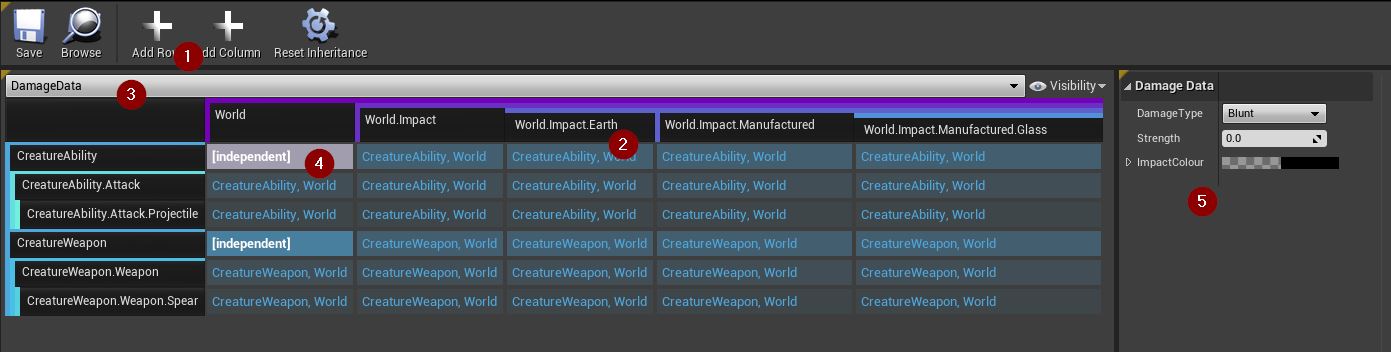 Save Browse Add Row Add Column Reset Inheritance
1
DamageData Visibility
3
World World.Impact World.Impact.Earth World.Impact.Manufactured World.Impact.Manufactured.Glass
2
CreatureAbility [independent] CreatureAbility, World CreatureAbility, World CreatureAbility, World CreatureAbility, World
4
CreatureAbility.Attack CreatureAbility, World CreatureAbility, World CreatureAbility, World CreatureAbility, World CreatureAbility, World
CreatureAbility.Attack.Projectile CreatureAbility, World CreatureAbility, World CreatureAbility, World CreatureAbility, World CreatureAbility, World
CreatureWeapon [independent] CreatureWeapon, World CreatureWeapon, World CreatureWeapon, World CreatureWeapon, World
CreatureWeapon.Weapon CreatureWeapon, World CreatureWeapon, World CreatureWeapon, World CreatureWeapon, World CreatureWeapon, World
CreatureWeapon.Weapon.Spear CreatureWeapon, World CreatureWeapon, World CreatureWeapon, World CreatureWeapon, World CreatureWeapon, World
Damage Data
DamageType Blunt
Strength 0.0
ImpactColour
5